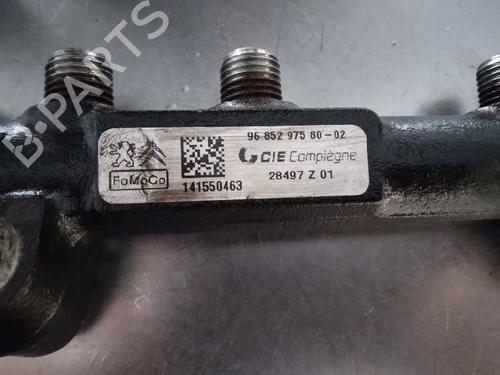 B-PARTS
96 852 975 80-02
CIE Compiègne
FoMoCo
141550463
28497 Z 01